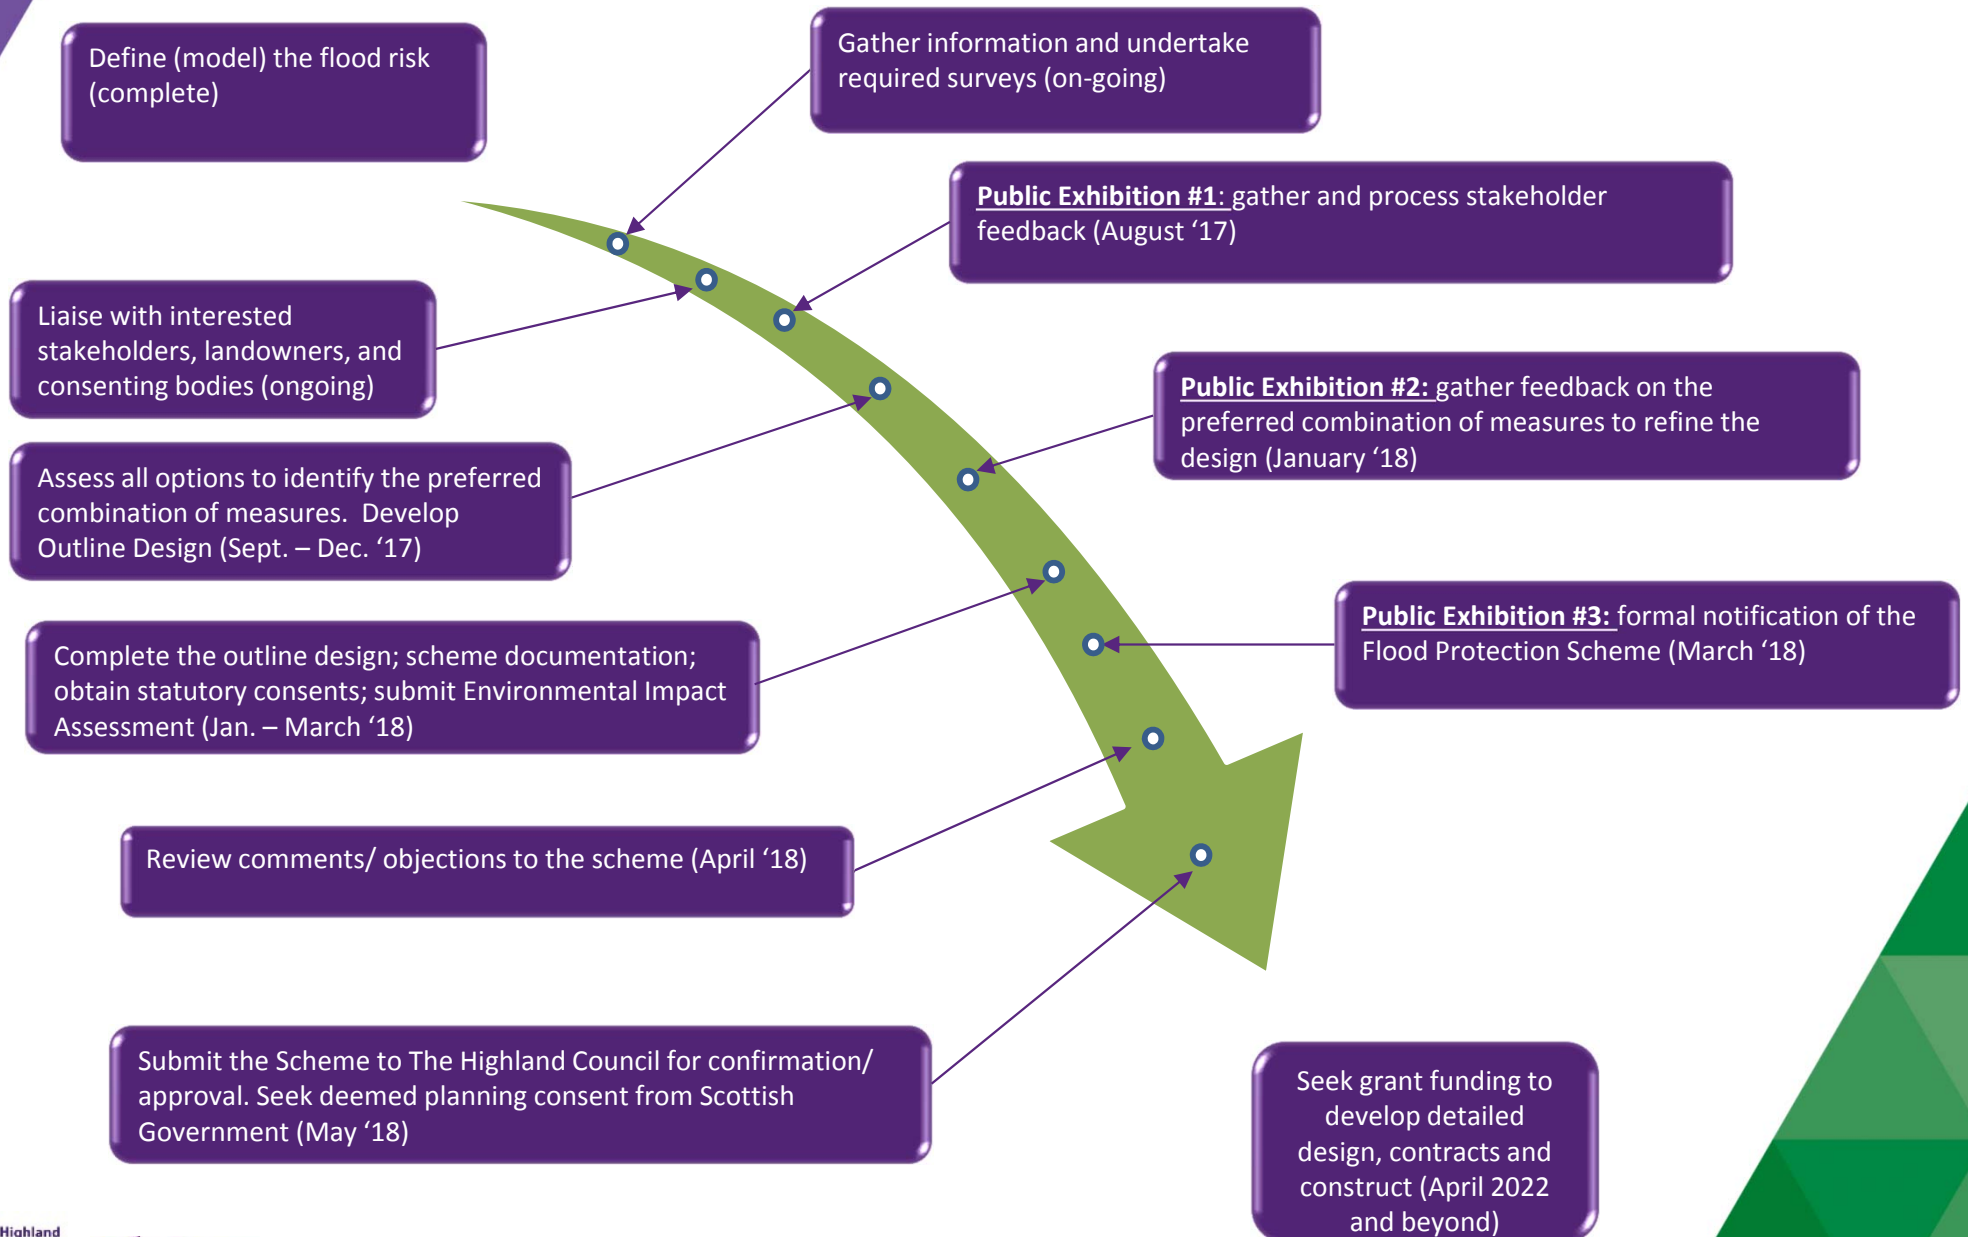 Define (model) the flood risk
(complete)
Gather information and undertake
required surveys (on-going)
Public Exhibition #1: gather and process stakeholder
feedback (August ‘17)
Liaise with interested
stakeholders, landowners, and
consenting bodies (ongoing)
Public Exhibition #2: gather feedback on the
preferred combination of measures to refine the
design (January ‘18)
Assess all options to identify the preferred
combination of measures.  Develop
Outline Design (Sept. – Dec. ‘17)
Public Exhibition #3: formal notification of the
Flood Protection Scheme (March ‘18)
Complete the outline design; scheme documentation;
obtain statutory consents; submit Environmental Impact
Assessment (Jan. – March ‘18)
Review comments/ objections to the scheme (April ‘18)
Submit the Scheme to The Highland Council for confirmation/
approval. Seek deemed planning consent from Scottish
Government (May ‘18)
Seek grant funding to
develop detailed
design, contracts and
construct (April 2022
and beyond)
Highland